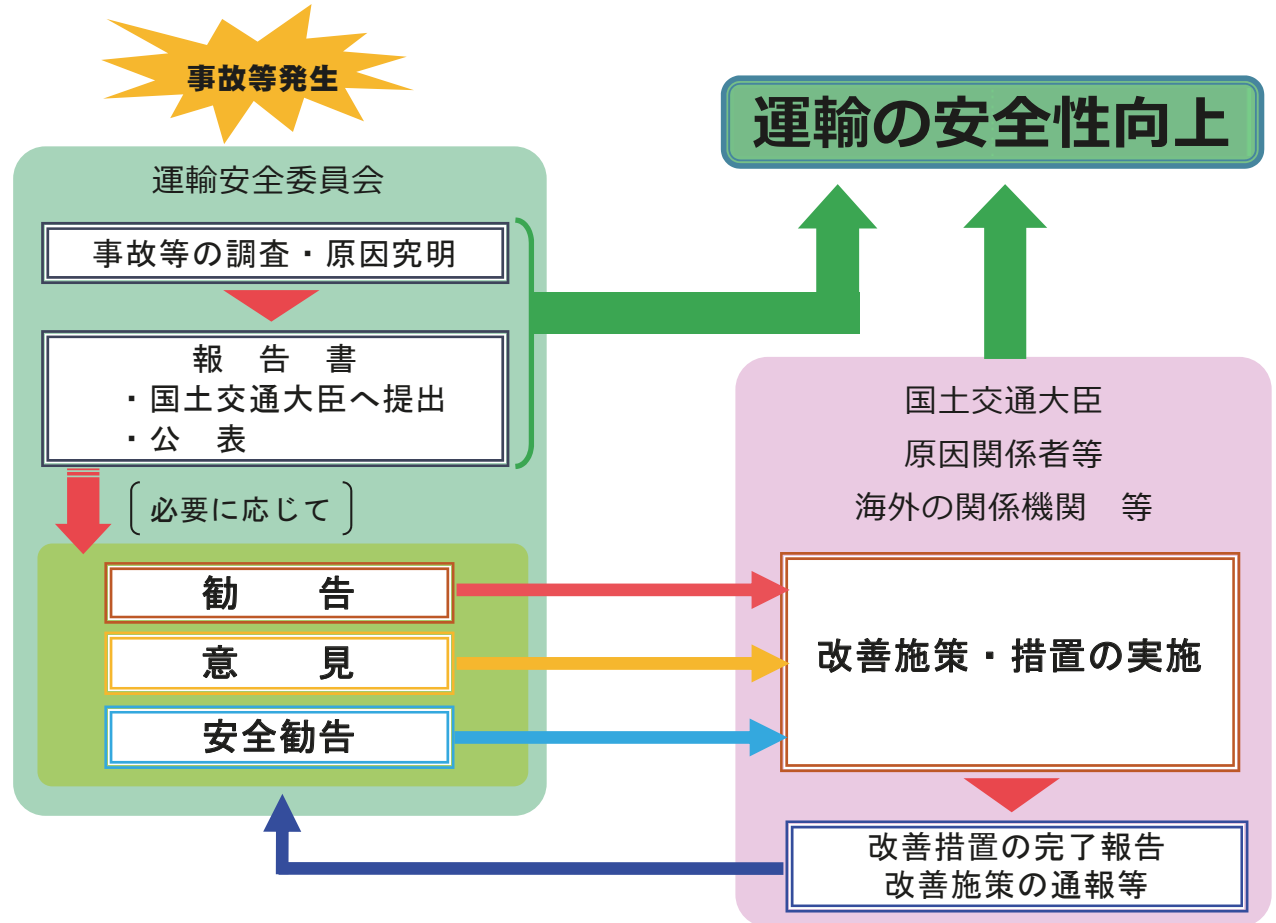 事故等発生
運輸の安全性向上
運輸安全委員会
事故等の調査・原因究明
報　告　書
・国土交通大臣へ提出
・公　表
〔必要に応じて〕
勧　　告
意　　見
安全勧告
国土交通大臣
原因関係者等
海外の関係機関　等
改善施策・措置の実施
改善措置の完了報告
改善施策の通報等